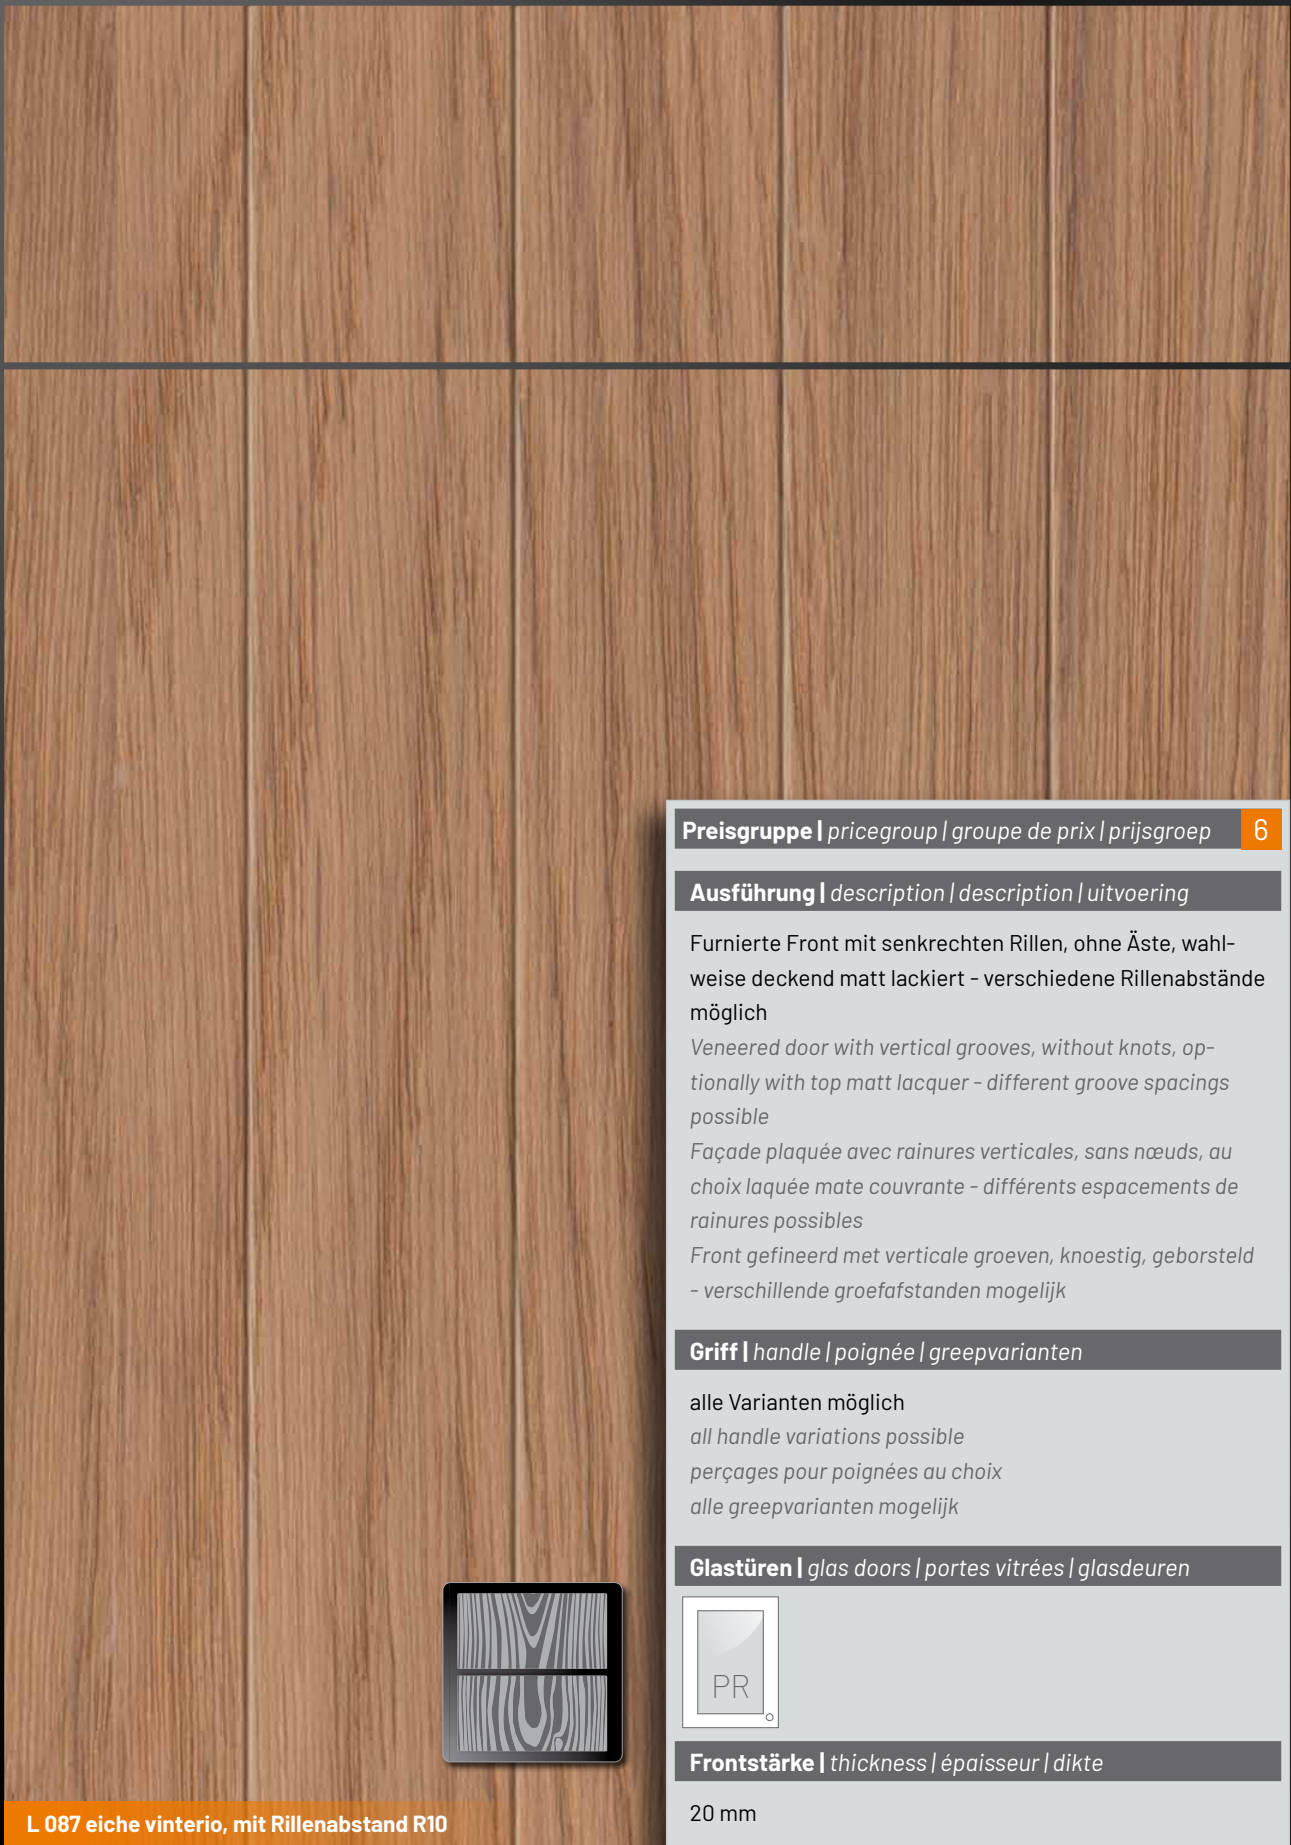 Preisgruppe | pricegroup | groupe de prix | prijsgroep 6
Ausführung | description | description | uitvoering
Furnierte Front mit senkrechten Rillen, ohne Äste, wahl-
weise deckend matt lackiert - verschiedene Rillenabstände
möglich
Veneered door with vertical grooves, without knots, op-
tionally with top matt lacquer - different groove spacings
possible
Façade plaquée avec rainures verticales, sans nœuds, au
choix laquée mate couvrante - différents espacements de
rainures possibles
Front gefineerd met verticale groeven, knoestig, geborsteld
- verschillende groefafstanden mogelijk
Griff | handle | poignée | greepvarianten
alle Varianten möglich
all handle variations possible
perçages pour poignées au choix
alle greepvarianten mogelijk
Glastüren | glas doors | portes vitrées | glasdeuren
PR
Frontstärke | thickness | épaisseur | dikte
20 mm
L 087 eiche vinterio, mit Rillenabstand R10